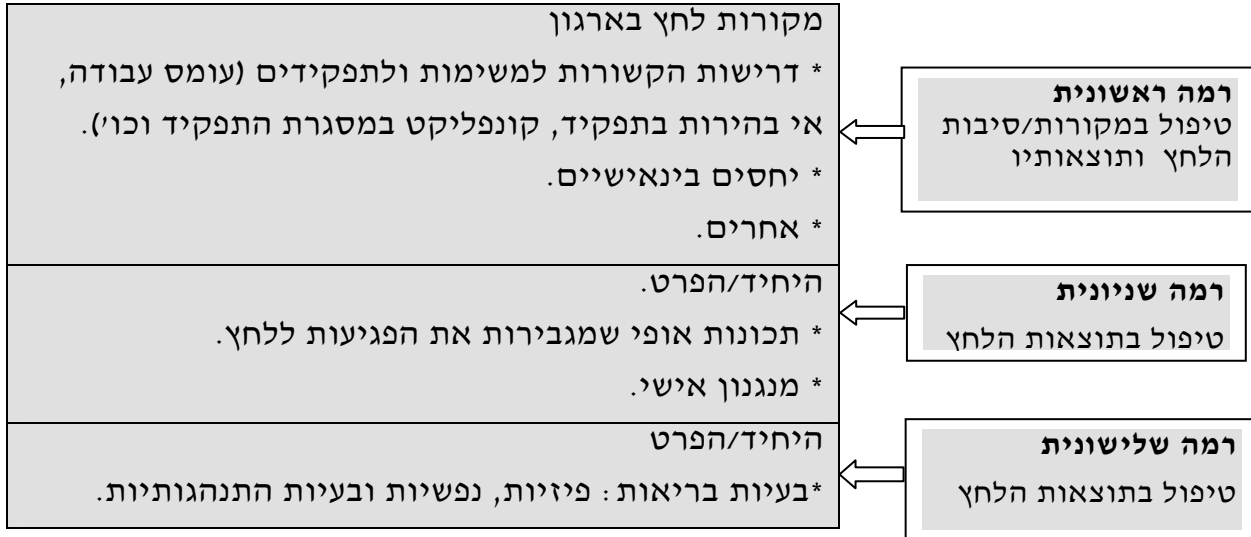 מקורות לחץ בארגון
* דרישות הקשורות למשימות ולתפקידים (עומס עבודה,
אי בהירות בתפקיד, קונפליקט במסגרת התפקיד וכו').
* יחסים בינאישיים.
* אחרים.
רמה ראשונית
טיפול במקורות/סיבות
הלחץ ותוצאותיו
היחיד/הפרט.
* תכונות אופי שמגבירות את הפגיעות ללחץ.
* מנגנון אישי.
רמה שניונית
טיפול בתוצאות הלחץ
היחיד/הפרט
*בעיות בריאות: פיזיות, נפשיות ובעיות התנהגותיות.
רמה שלישונית
טיפול בתוצאות הלחץ